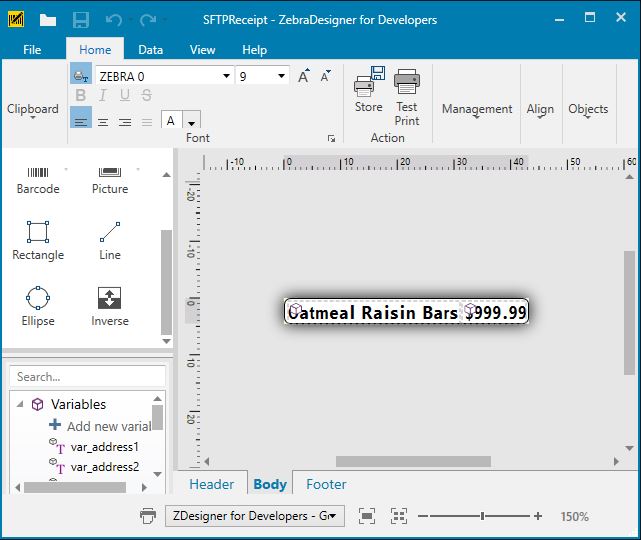 SFTPReceipt - ZebraDesigner for Developers
File Home Data View
ZEBRA 0 9 A A
B I U S
A
Clipboard Font Store Test Print Action Management Align Objects
Barcode Picture
Rectangle Line
Ellipse Inverse
-10 0 10 20 30 40 50 60
-20 -10 0 10 20
Oatmeal Raisin Bars $999.99
Search...
Variables
Add new varial
T var_address1
T var_address2
Header Body Footer
ZDesigner for Developers - G 150%